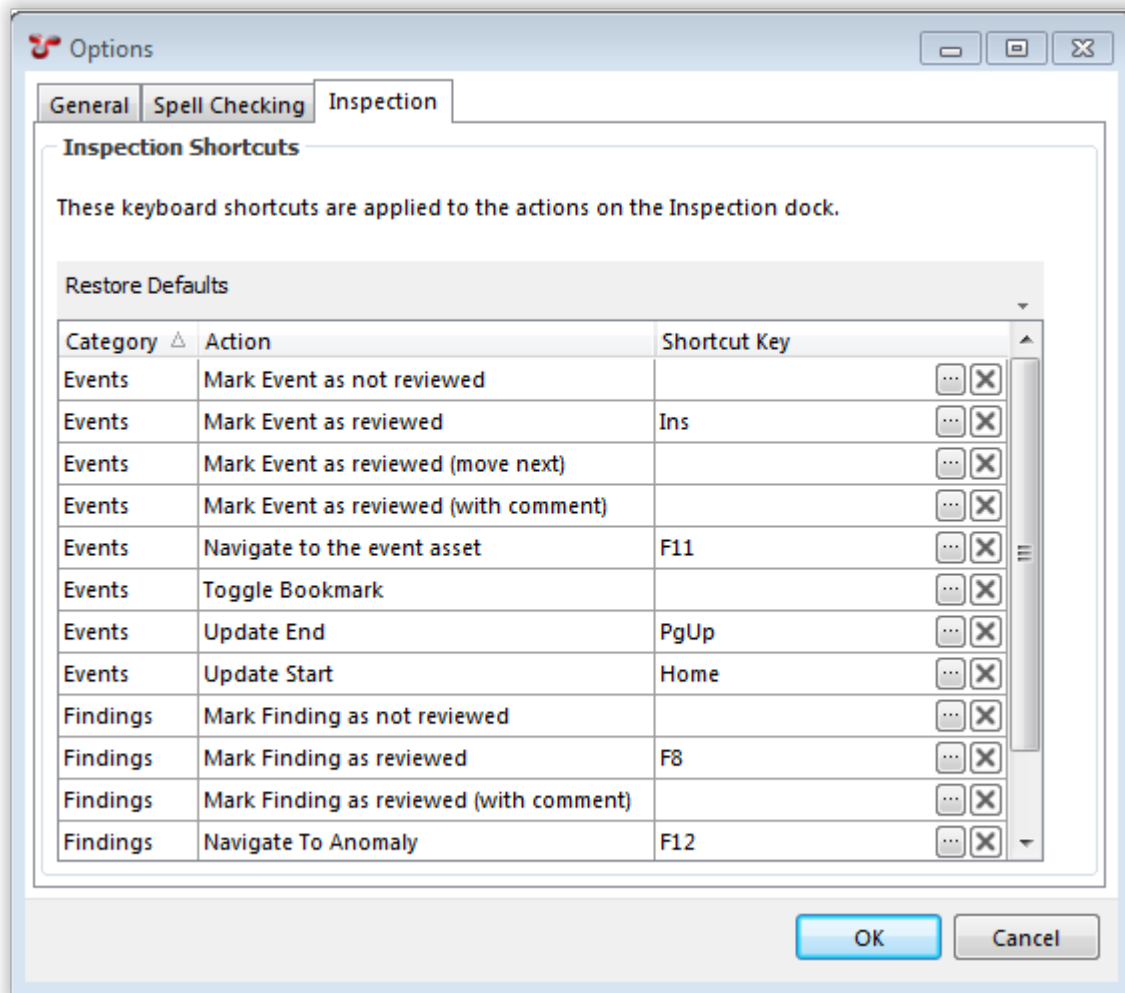 Options
General Spell Checking Inspection
Inspection Shortcuts
These keyboard shortcuts are applied to the actions on the Inspection dock.
Restore Defaults
Category Action Shortcut Key
Events Mark Event as not reviewed
Events Mark Event as reviewed Ins
Events Mark Event as reviewed (move next)
Events Mark Event as reviewed (with comment)
Events Navigate to the event asset F11
Events Toggle Bookmark
Events Update End PgUp
Events Update Start Home
Findings Mark Finding as not reviewed
Findings Mark Finding as reviewed F8
Findings Mark Finding as reviewed (with comment)
Findings Navigate To Anomaly F12
OK Cancel